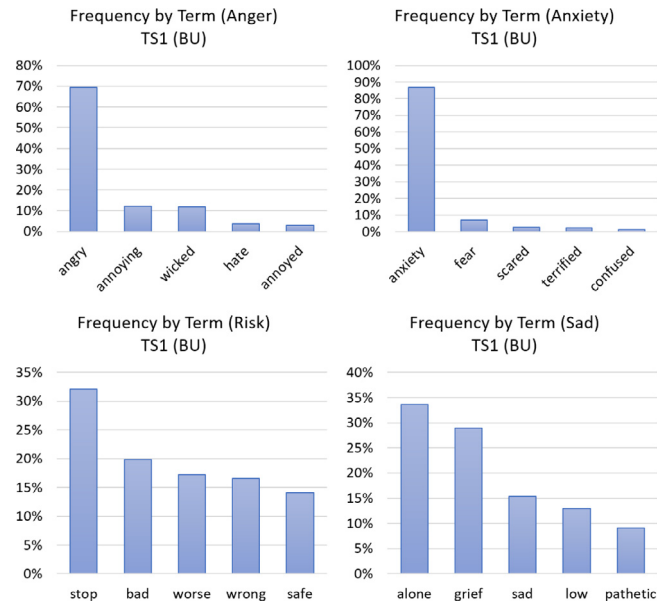 Frequency by Term (Anger)
TS1 (BU)
80%
70%
60%
50%
40%
30%
20%
10%
0%
angry
annoying
wicked
hate
annoyed
Frequency by Term (Anxiety)
TS1 (BU)
100%
90%
80%
70%
60%
50%
40%
30%
20%
10%
0%
anxiety
fear
scared
terrified
confused
Frequency by Term (Risk)
TS1 (BU)
35%
30%
25%
20%
15%
10%
5%
0%
stop bad worse wrong safe
Frequency by Term (Sad)
TS1 (BU)
40%
35%
30%
25%
20%
15%
10%
5%
0%
alone grief sad low pathetic